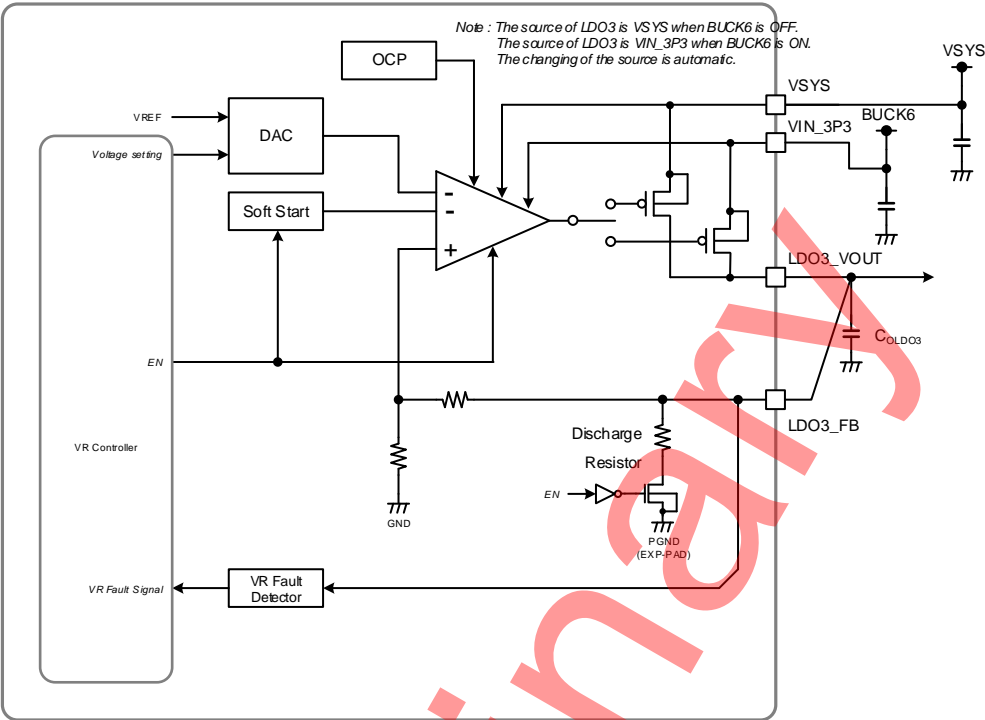 Note : The source of LDO3 is VSYS when BUCK6 is OFF.
The source of LDO3 is VIN_3P3 when BUCK6 is ON.
The changing of the source is automatic.
OCP
VSYS
VSYS
BUCK6
VIN_3P3
VREF
DAC
Voltage setting
Soft Start
-
-
+
LDO3_VOUT
COLDO3
EN
LDO3_FB
VR Controller
Discharge
Resistor
EN
GND
PGND
(EXP-PAD)
VR Fault Signal
VR Fault
Detector